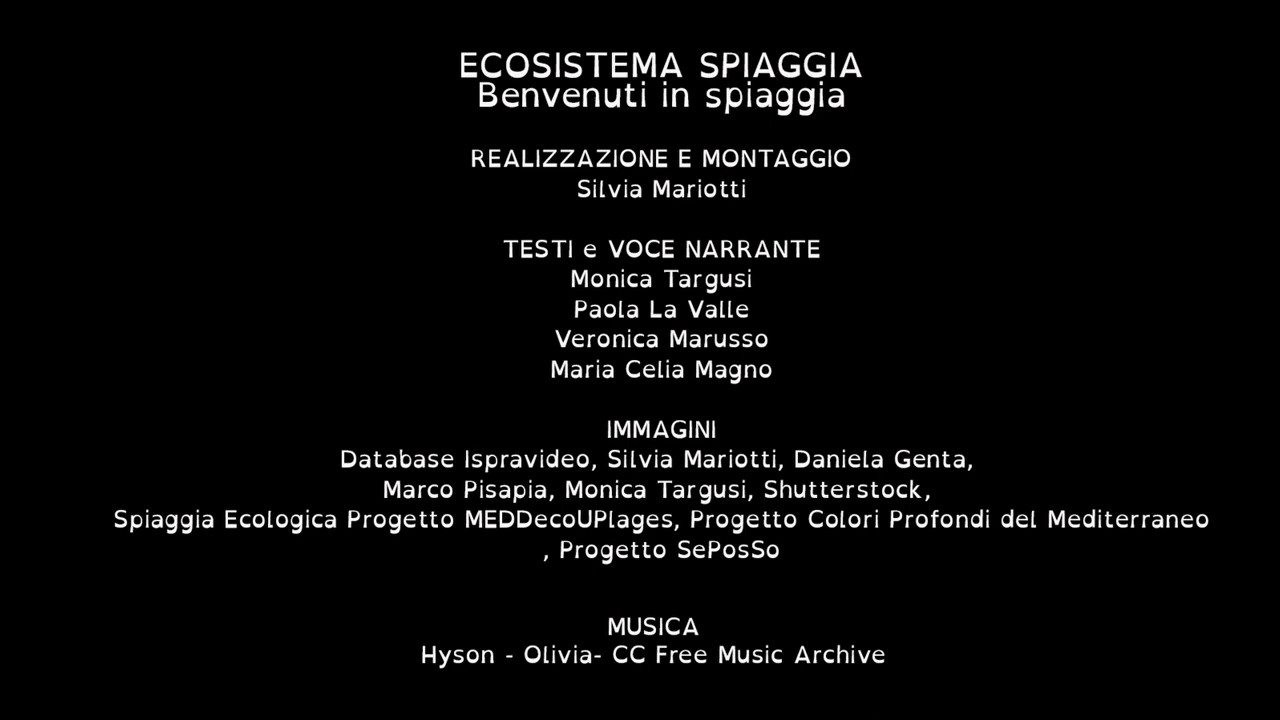 ECOSISTEMA SPIAGGIA
Benvenuti in spiaggia
REALIZZAZIONE E MONTAGGIO
Silvia Mariotti
TESTI e VOCE NARRANTE
Monica Targusi
Paola La Valle
Veronica Marusso
Maria Celia Magno
IMMAGINI
Database Ispravideo, Silvia Mariotti, Daniela Genta,
Marco Pisapia, Monica Targusi, Shutterstock,
Spiaggia Ecologica Progetto MEDDecoUPlages, Progetto Colori Profondi del Mediterraneo
, Progetto SePosSo
MUSICA
Hyson - Olivia- CC Free Music Archive